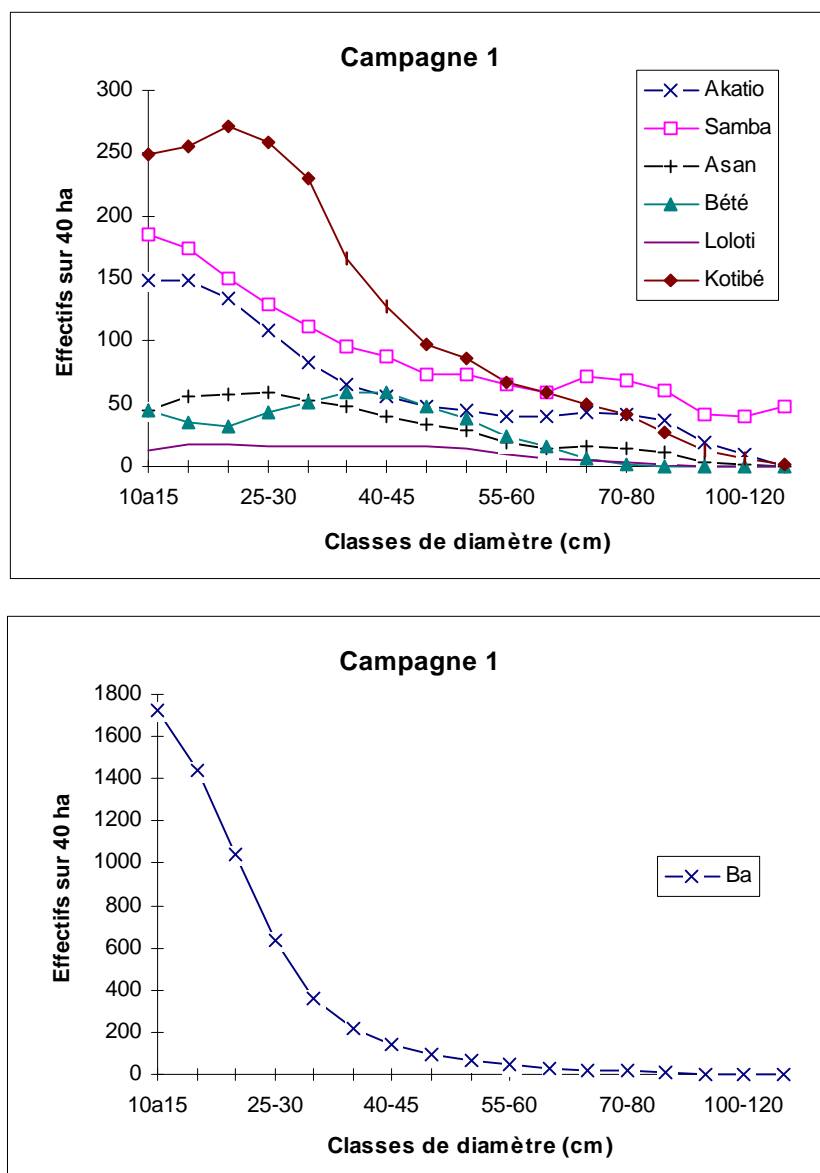 Campagne 1
300
250
200
150
100
50
0
Effectifs sur 40 ha
10a15 25-30 40-45 55-60 70-80 100-120
Classes de diamètre (cm)
Akatio
Samba
Asan
Bété
Loloti
Kotibé
Campagne 1
1800
1600
1400
1200
1000
800
600
400
200
0
Effectifs sur 40 ha
10a15 25-30 40-45 55-60 70-80 100-120
Classes de diamètre (cm)
Ba